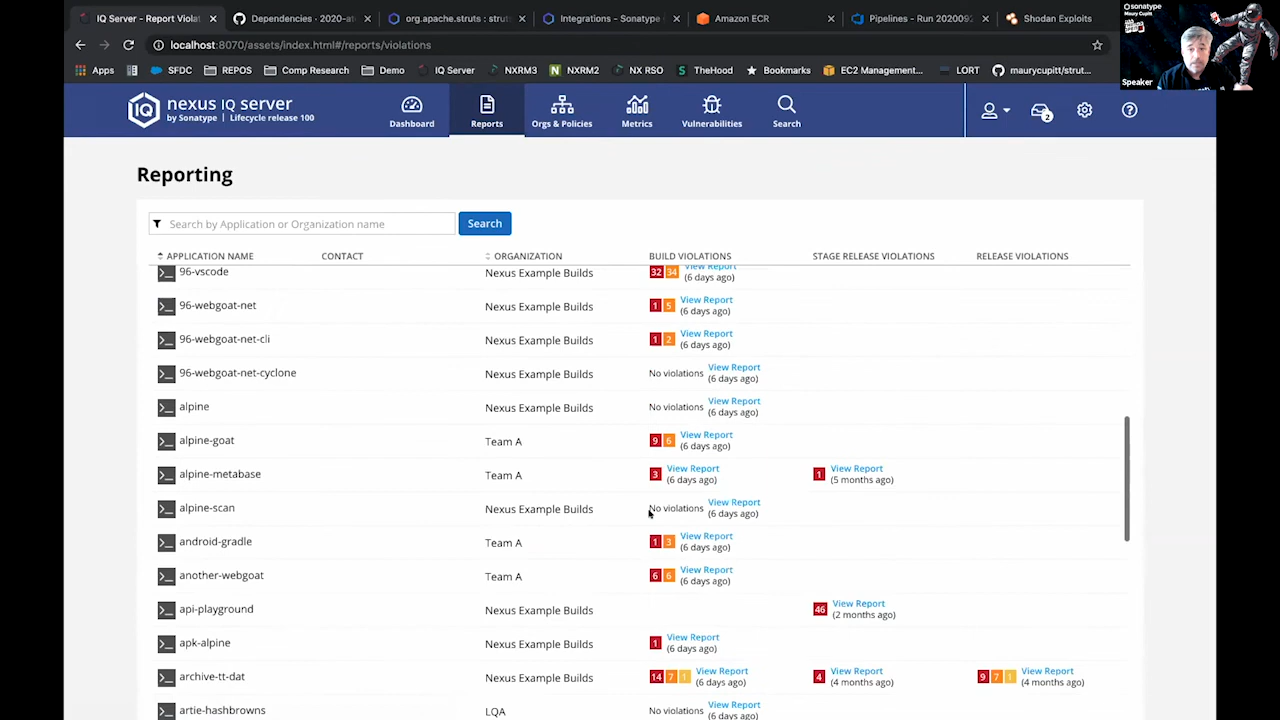 IQ Server - Report Violat
Dependencies · 2020-at
org.apache.struts : struts
Integrations - Sonatype
Amazon ECR
Pipelines - Run 2020092
Shodan Exploits
localhost:8070/assets/index.html#/reports/violations
Apps
SFDC
REPOS
Comp Research
Demo
IQ Server
NXRM3
NXRM2
NX RSO
TheHood
Bookmarks
EC2 Management...
LORT
maurycupitt/strut...
sonatype
Maury Cupitt
Speaker
IQ
nexus IQ server
by Sonatype | Lifecycle release 100
Dashboard
Reports
Orgs & Policies
Metrics
Vulnerabilities
Search
2
Reporting
Search by Application or Organization name
Search
APPLICATION NAME CONTACT ORGANIZATION BUILD VIOLATIONS STAGE RELEASE VIOLATIONS RELEASE VIOLATIONS
96-vscode Nexus Example Builds 32 34 View Report
(6 days ago)
96-webgoat-net Nexus Example Builds 1 5 View Report
(6 days ago)
96-webgoat-net-cli Nexus Example Builds 1 2 View Report
(6 days ago)
96-webgoat-net-cyclone Nexus Example Builds No violations View Report
(6 days ago)
alpine Nexus Example Builds No violations View Report
(6 days ago)
alpine-goat Team A 9 6 View Report
(6 days ago)
alpine-metabase Team A 3 View Report 1 View Report
(6 days ago) (5 months ago)
alpine-scan Nexus Example Builds No violations View Report
(6 days ago)
android-gradle Team A 1 3 View Report
(6 days ago)
another-webgoat Team A 6 6 View Report
(6 days ago)
api-playground Nexus Example Builds 46 View Report
(2 months ago)
apk-alpine Nexus Example Builds 1 View Report
(6 days ago)
archive-tt-dat Nexus Example Builds 14 7 1 View Report 4 View Report 9 7 1 View Report
(6 days ago) (4 months ago) (4 months ago)
artie-hashbrowns LQA No violations View Report
(6 days ago)